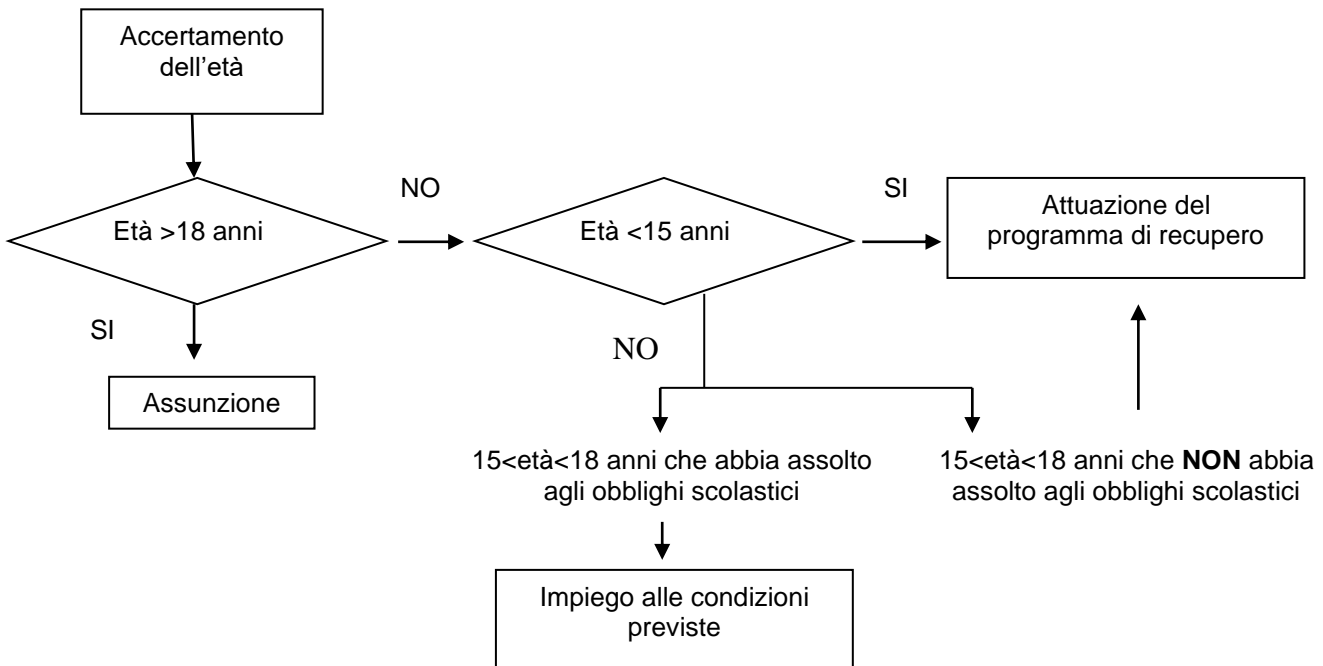 Accertamento
dell'età
NO
SI
Età >18 anni
Età <15 anni
Attuazione del
programma di recupero
SI
NO
Assunzione
15<età<18 anni che abbia assolto
agli obblighi scolastici
15<età<18 anni che NON abbia
assolto agli obblighi scolastici
Impiego alle condizioni
previste